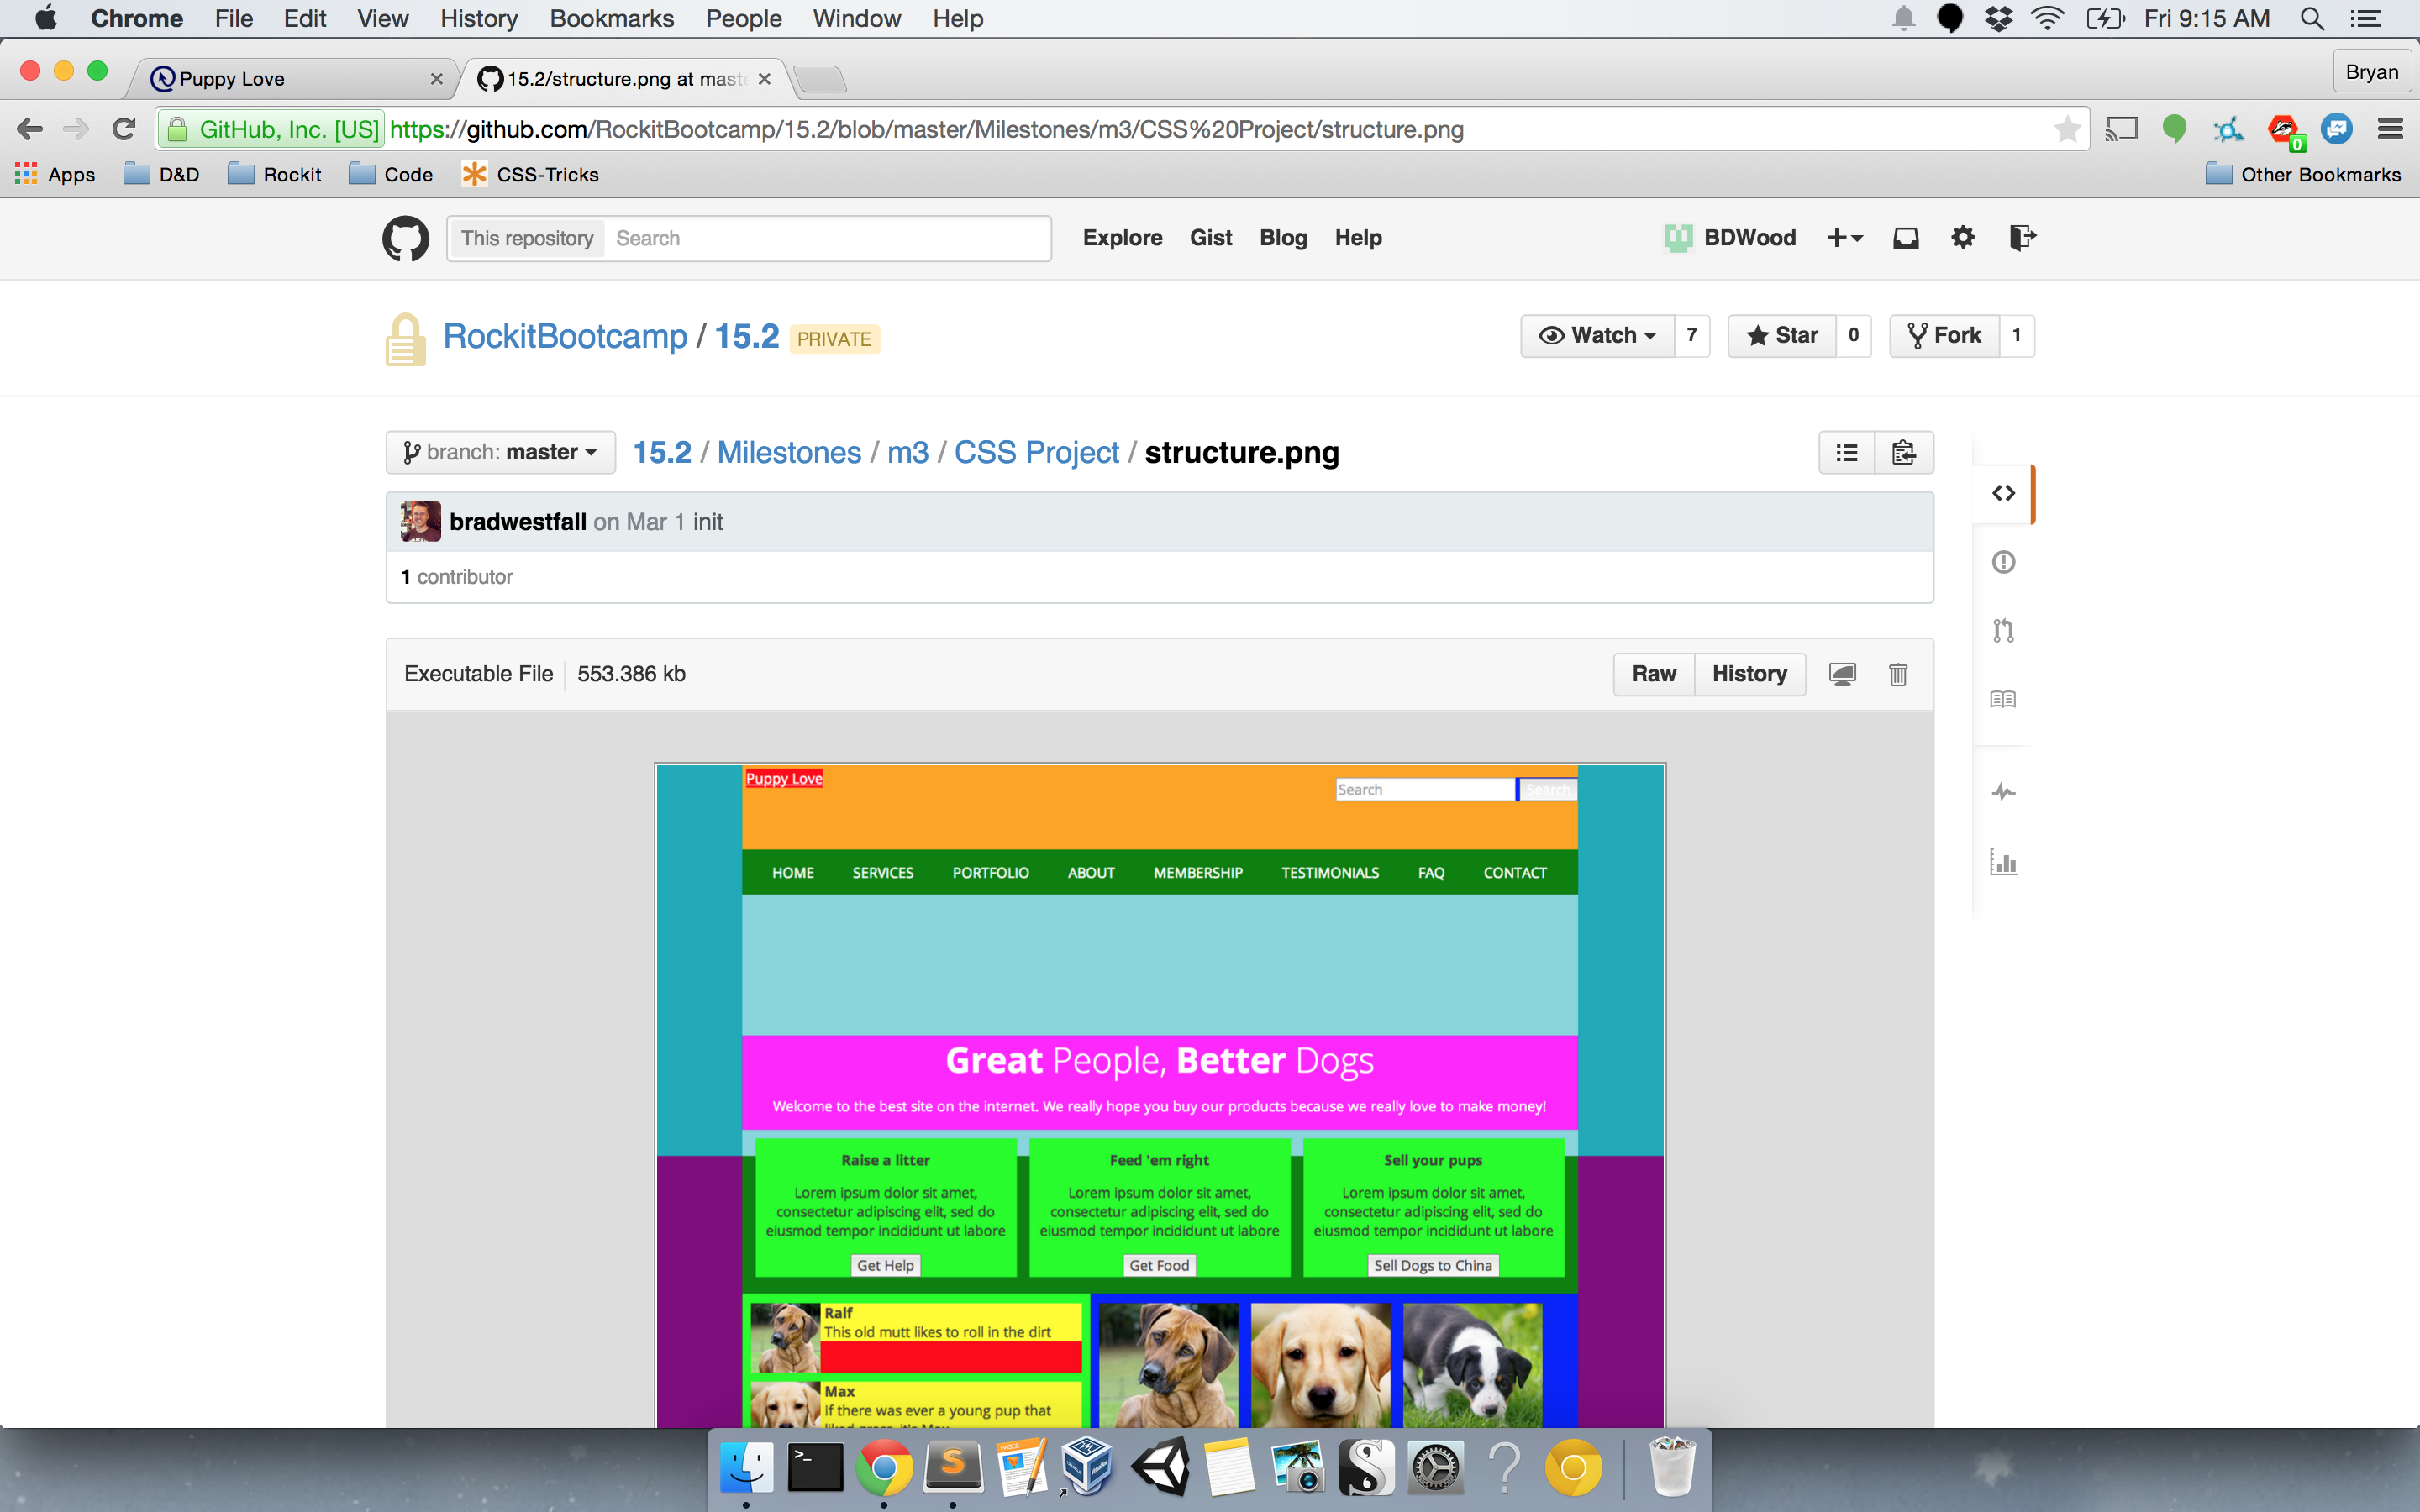 Chrome File Edit View History Bookmarks People Window Help Fri 9:15 AM
Puppy Love 15.2/structure.png at mast Bryan
GitHub, Inc. [US] https://github.com/RockitBootcamp/15.2/blob/master/Milestones/m3/CSS%20Project/structure.png
0
Apps D&D Rockit Code CSS-Tricks Other Bookmarks
This repository Search Explore Gist Blog Help BDWood
RockitBootcamp / 15.2 PRIVATE Watch 7 Star 0 Fork 1
branch: master 15.2 / Milestones / m3 / CSS Project / structure.png
bradwestfall on Mar 1 init
1 contributor
Executable File 553.386 kb Raw History
Puppy Love
Search Search
HOME SERVICES PORTFOLIO ABOUT MEMBERSHIP TESTIMONIALS FAQ CONTACT
Great People, Better Dogs
Welcome to the best site on the internet. We really hope you buy our products because we really love to make money!
Raise a litter
Lorem ipsum dolor sit amet,
consectetur adipiscing elit, sed do
eiusmod tempor incididunt ut labore
Get Help
Feed 'em right
Lorem ipsum dolor sit amet,
consectetur adipiscing elit, sed do
eiusmod tempor incididunt ut labore
Get Food
Sell your pups
Lorem ipsum dolor sit amet,
consectetur adipiscing elit, sed do
eiusmod tempor incididunt ut labore
Sell Dogs to China
Ralf
This old mutt likes to roll in the dirt
Max
If there was ever a young pup that